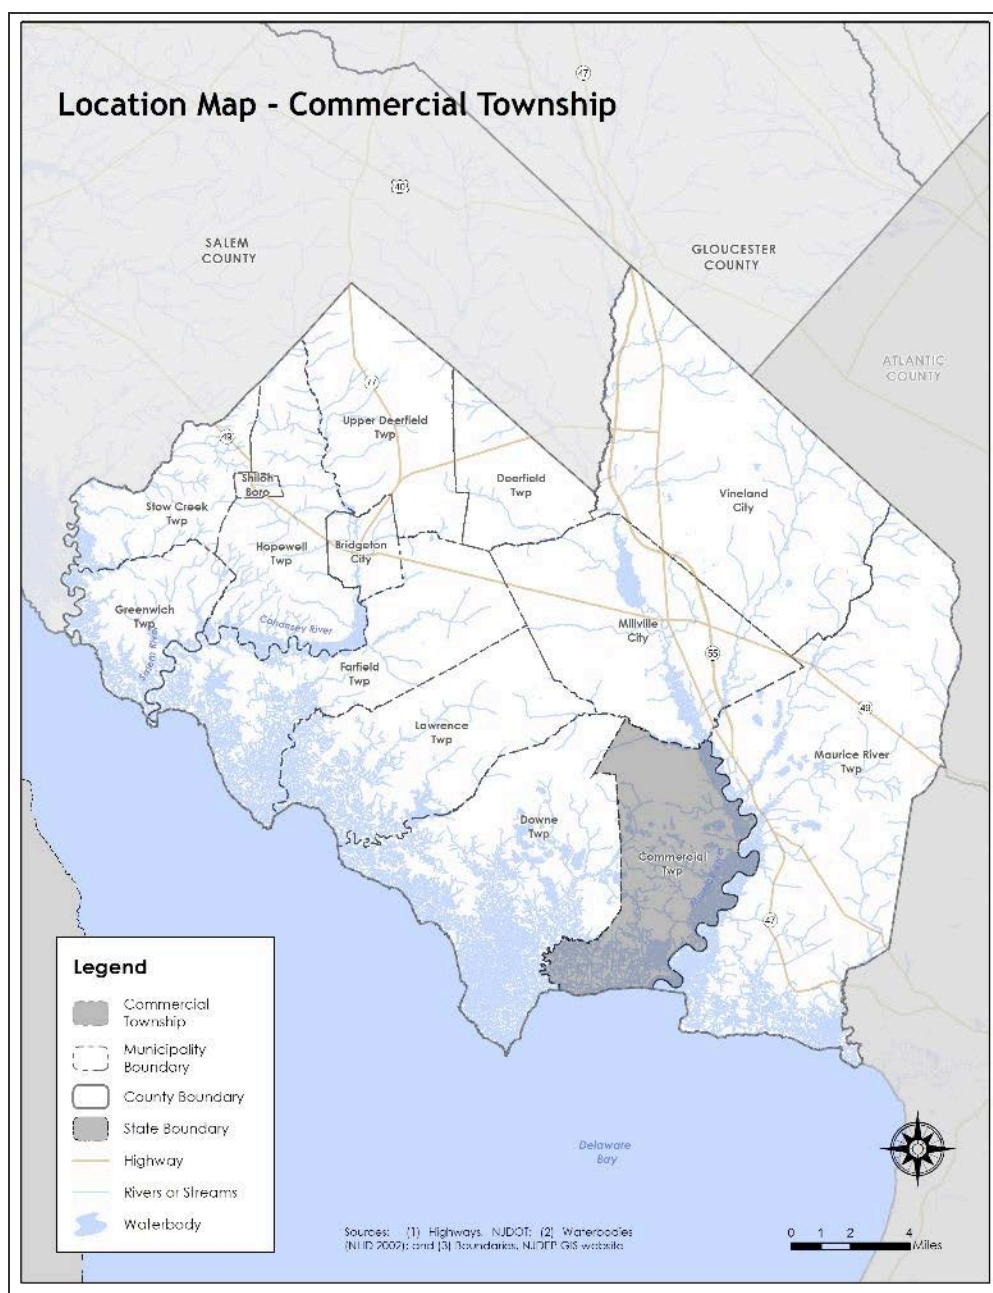 Location Map - Commercial Township
47
40
SALEM
COUNTY
GLOUCESTER
COUNTY
ATLANTIC
COUNTY
77
Upper Deerfield
Twp
49
Shiloh
Boro
Deerfield
Twp
Vineland
City
Stow Creek
Twp
Hopewell
Twp
Bridgeton
City
Greenwich
Twp
Cohansey River
Millville
City
55
Farfield
Twp
49
Lawrence
Twp
Maurice River
Twp
Downe
Twp
Commercial
Twp
47
Legend
Commercial
Township
Municipality
Boundary
County Boundary
State Boundary
Highway
Rivers or Streams
Waterbody
Delaware
Bay
Sources: (1) Highways, NJDOT; (2) Waterbodies
(NHD 2002); and (3) Boundaries, NJDEP GIS website
0 1 2 4
Miles